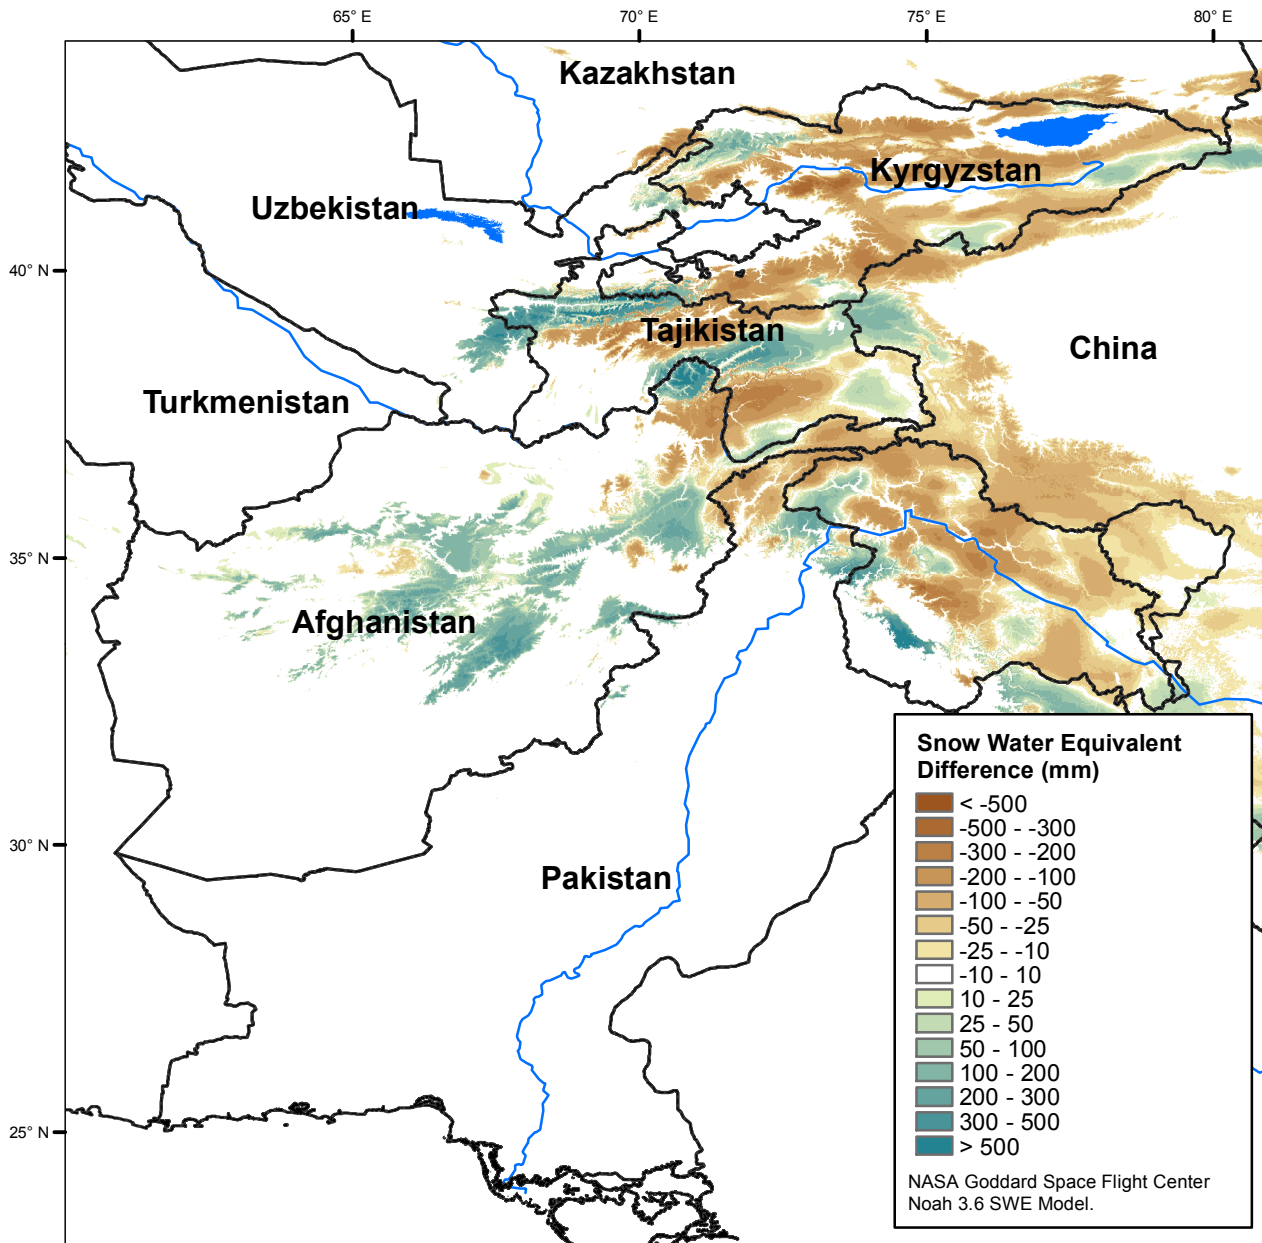 65° E
70° E
75° E
80° E
Kazakhstan
Kyrgyzstan
Uzbekistan
40° N
Tajikistan
China
Turkmenistan
35° N
Afghanistan
30° N
Pakistan
25° N
Snow Water Equivalent
Difference (mm)
< -500
-500 - -300
-300 - -200
-200 - -100
-100 - -50
-50 - -25
-25 - -10
-10 - 10
10 - 25
25 - 50
50 - 100
100 - 200
200 - 300
300 - 500
> 500
NASA Goddard Space Flight Center
Noah 3.6 SWE Model.